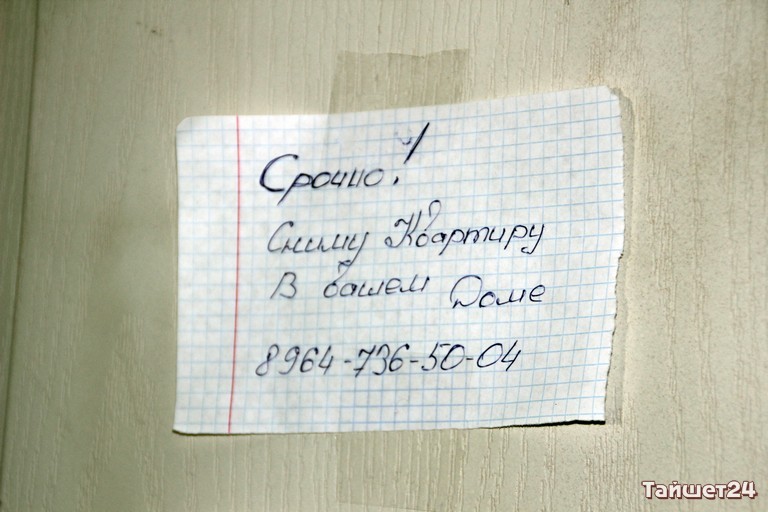 Срочно!
Сниму Квартиру
В вашем Доме
8964-736-50-04
Тайшет24